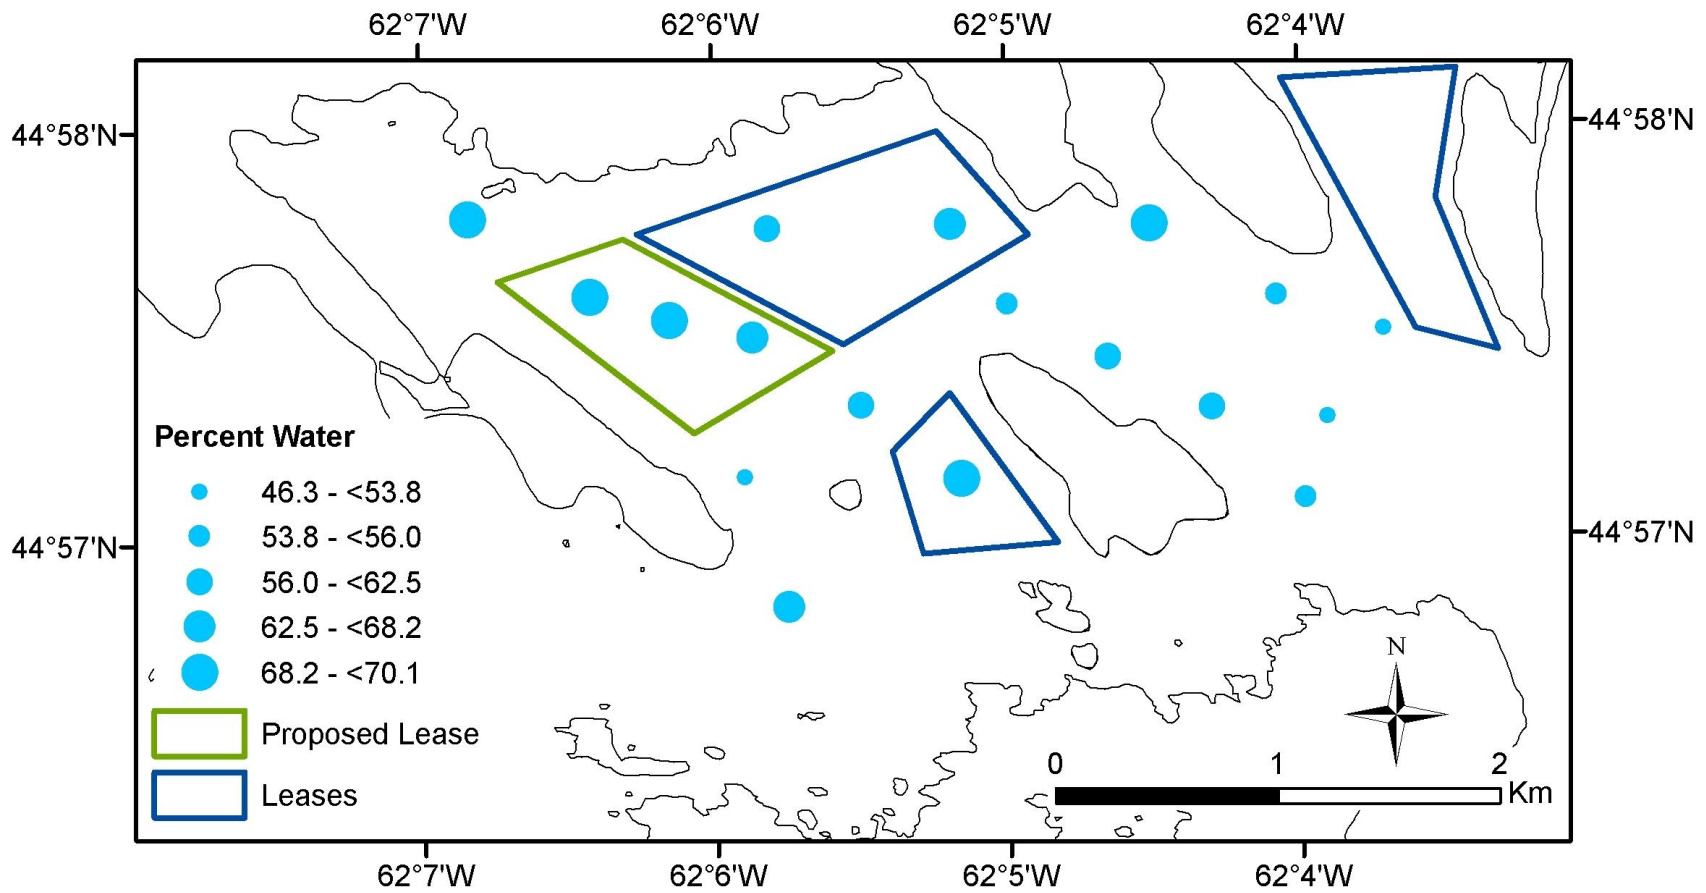 62°7'W 62°6'W 62°5'W 62°4'W
44°58'N 44°58'N
44°57'N 44°57'N
Percent Water
46.3 - <53.8
53.8 - <56.0
56.0 - <62.5
62.5 - <68.2
68.2 - <70.1
Proposed Lease
Leases
N
0 1 2
Km
62°7'W 62°6'W 62°5'W 62°4'W